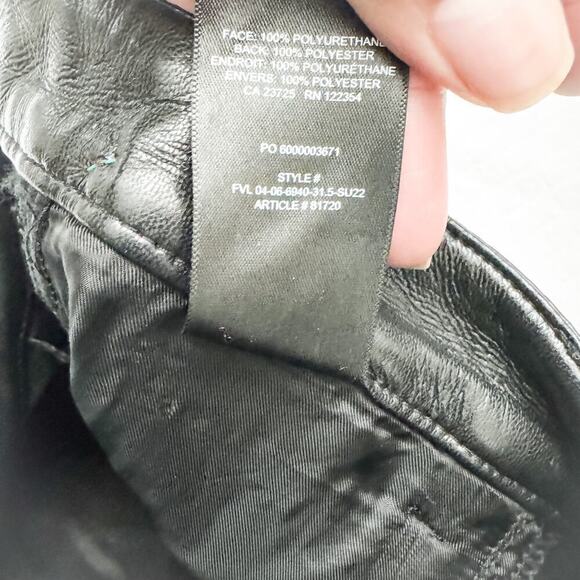 FACE: 100% POLYURETHANE
BACK: 100% POLYESTER
ENDROIT: 100% POLYURÉTHANE
ENVERS: 100% POLYESTER
CA 23725 RN 122354
PO 6000003671
STYLE #
FVL 04-06-6940-31.5-SU22
ARTICLE # 81720